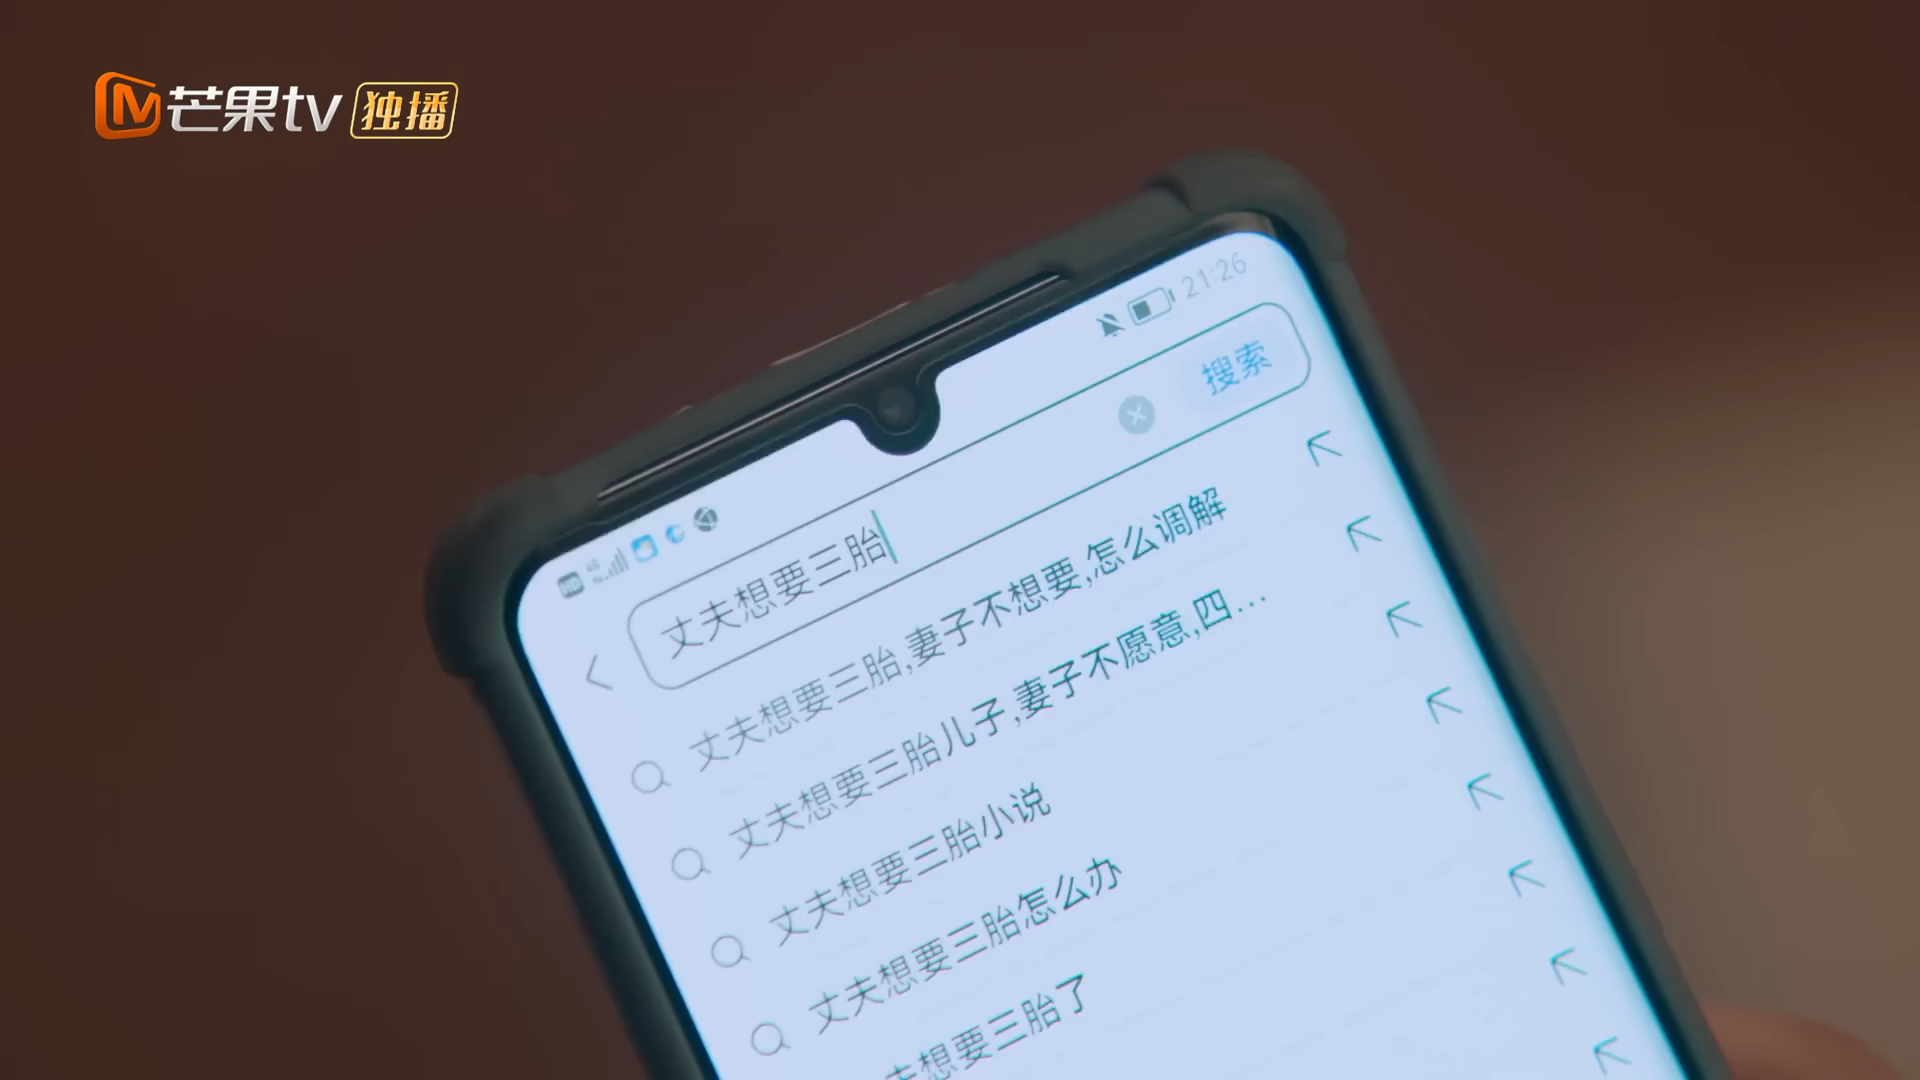 芒果tv 独播
21:26
丈夫想要三胎 搜索
丈夫想要三胎,妻子不想要,怎么调解
丈夫想要三胎儿子,妻子不愿意,四...
丈夫想要三胎小说
丈夫想要三胎怎么办
夫想要三胎了